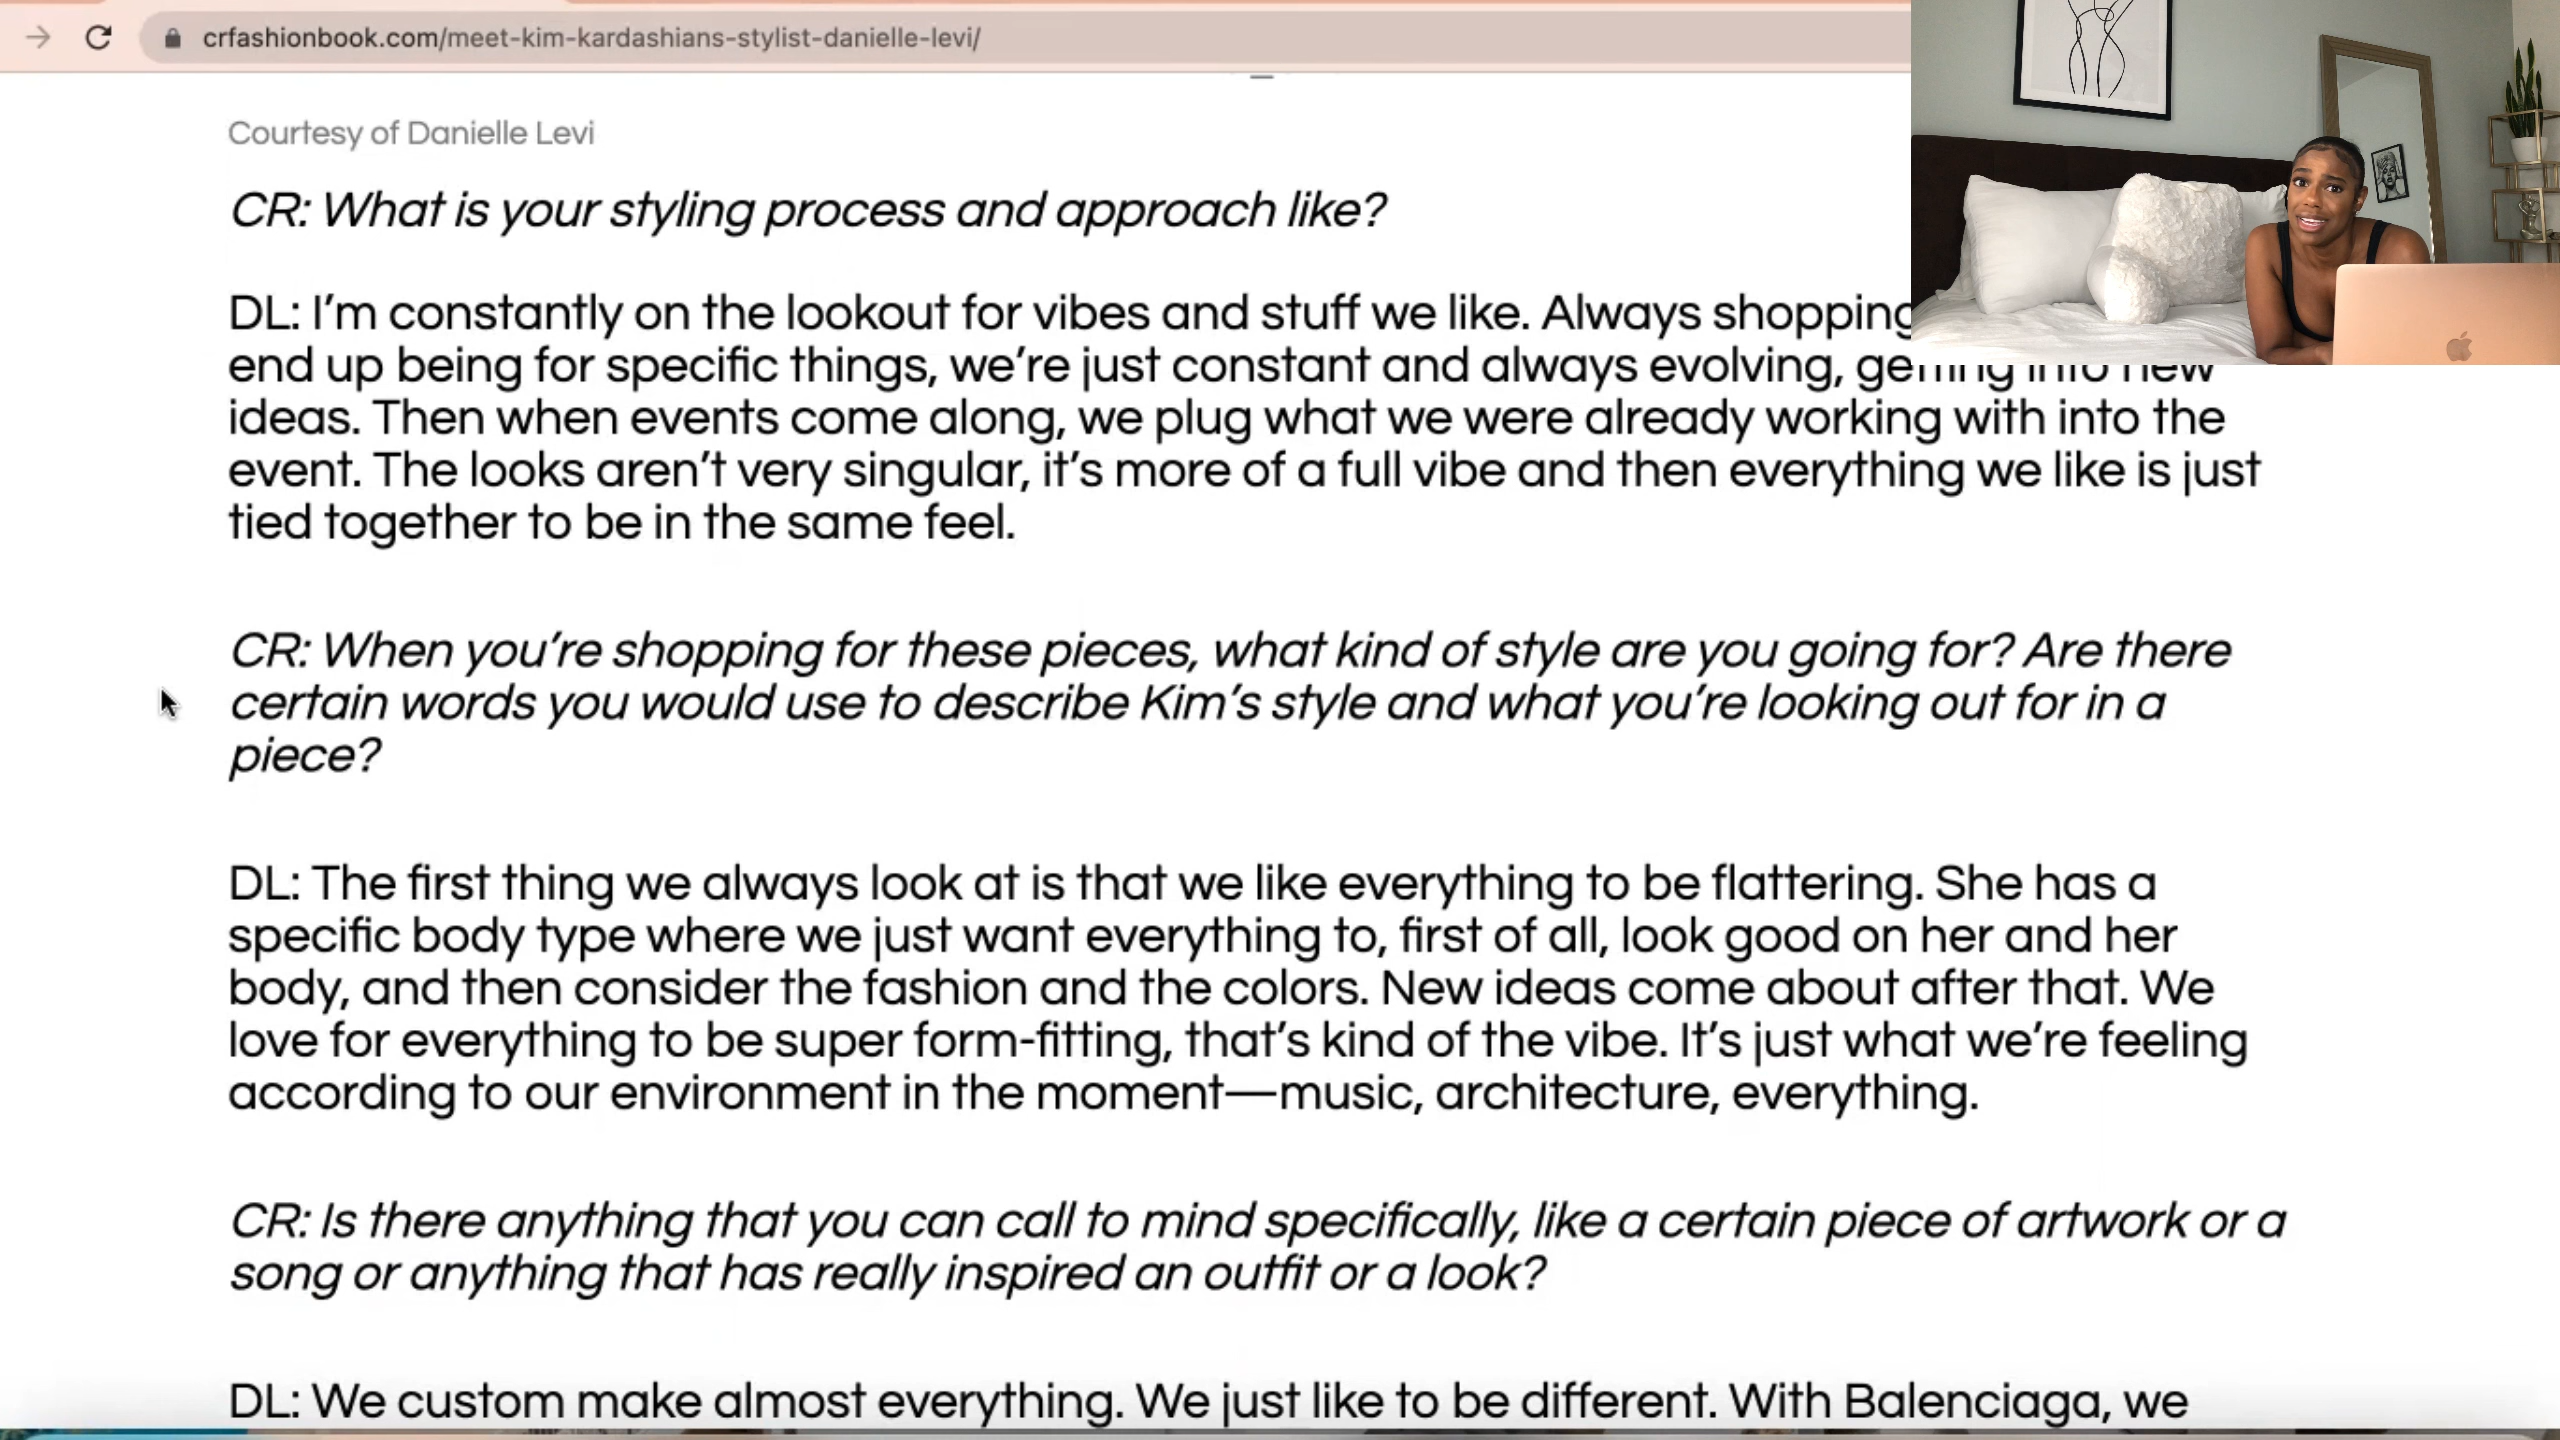 crfashionbook.com/meet-kim-kardashians-stylist-danielle-levi/
Courtesy of Danielle Levi
CR: What is your styling process and approach like?
DL: I’m constantly on the lookout for vibes and stuff we like. Always shopping
end up being for specific things, we’re just constant and always evolving, getting into new
ideas. Then when events come along, we plug what we were already working with into the
event. The looks aren’t very singular, it’s more of a full vibe and then everything we like is just
tied together to be in the same feel.
CR: When you’re shopping for these pieces, what kind of style are you going for? Are there
certain words you would use to describe Kim’s style and what you’re looking out for in a
piece?
DL: The first thing we always look at is that we like everything to be flattering. She has a
specific body type where we just want everything to, first of all, look good on her and her
body, and then consider the fashion and the colors. New ideas come about after that. We
love for everything to be super form-fitting, that’s kind of the vibe. It’s just what we’re feeling
according to our environment in the moment—music, architecture, everything.
CR: Is there anything that you can call to mind specifically, like a certain piece of artwork or a
song or anything that has really inspired an outfit or a look?
DL: We custom make almost everything. We just like to be different. With Balenciaga, we